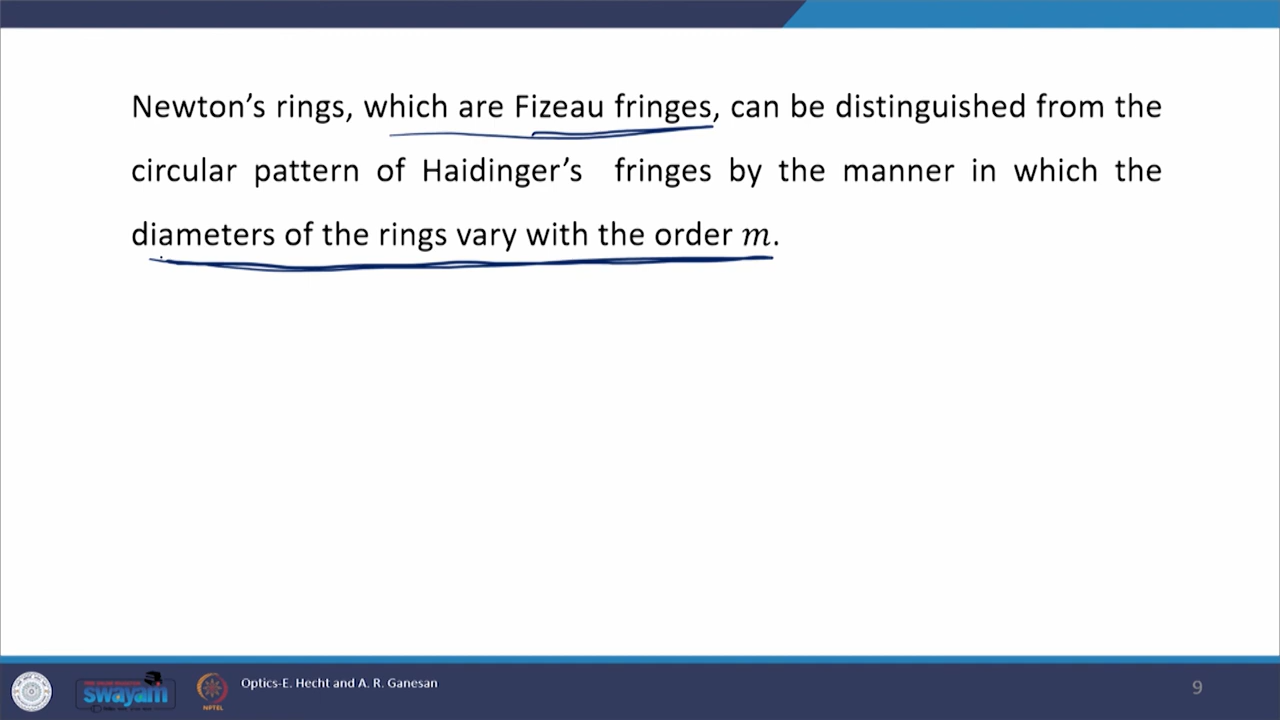 Newton’s rings, which are Fizeau fringes, can be distinguished from the
circular pattern of Haidinger’s fringes by the manner in which the
diameters of the rings vary with the order m.
swayam
NPTEL
Optics-E. Hecht and A. R. Ganesan
9